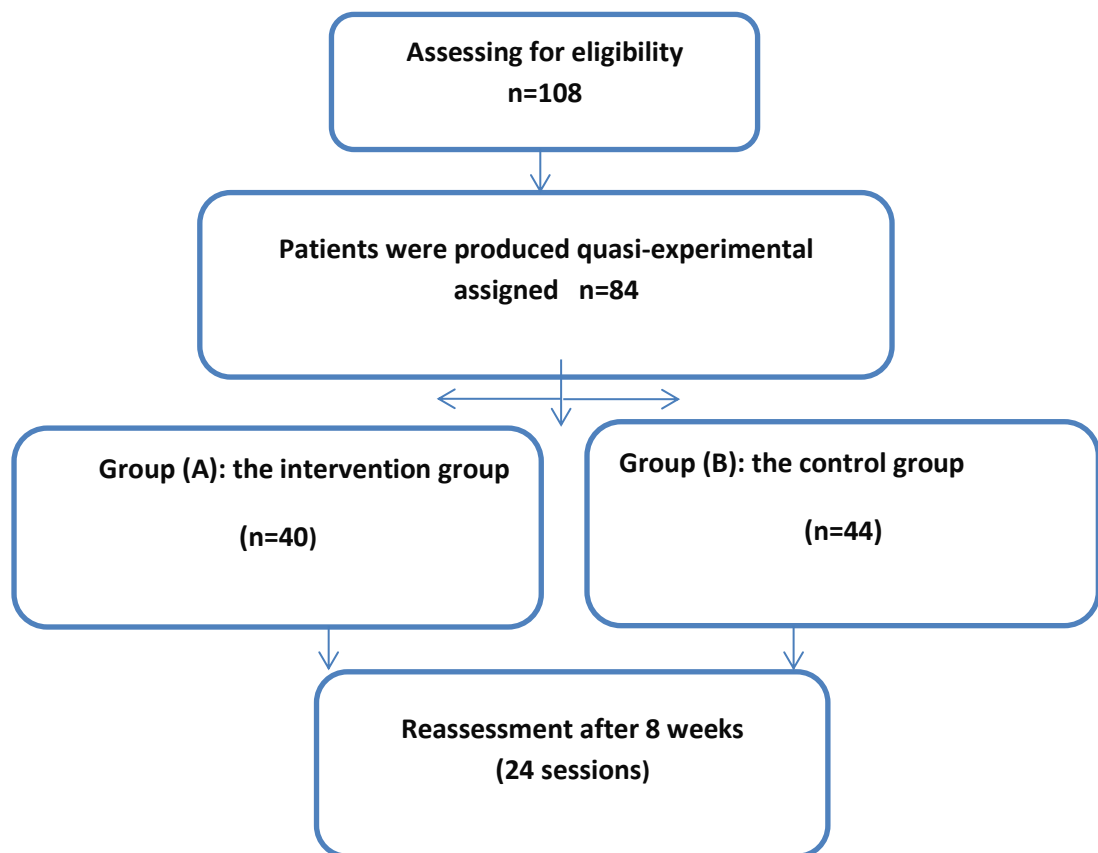 Assessing for eligibility
n=108
Patients were produced quasi-experimental
assigned n=84
Group (A): the intervention group
(n=40)
Group (B): the control group
(n=44)
Reassessment after 8 weeks
(24 sessions)